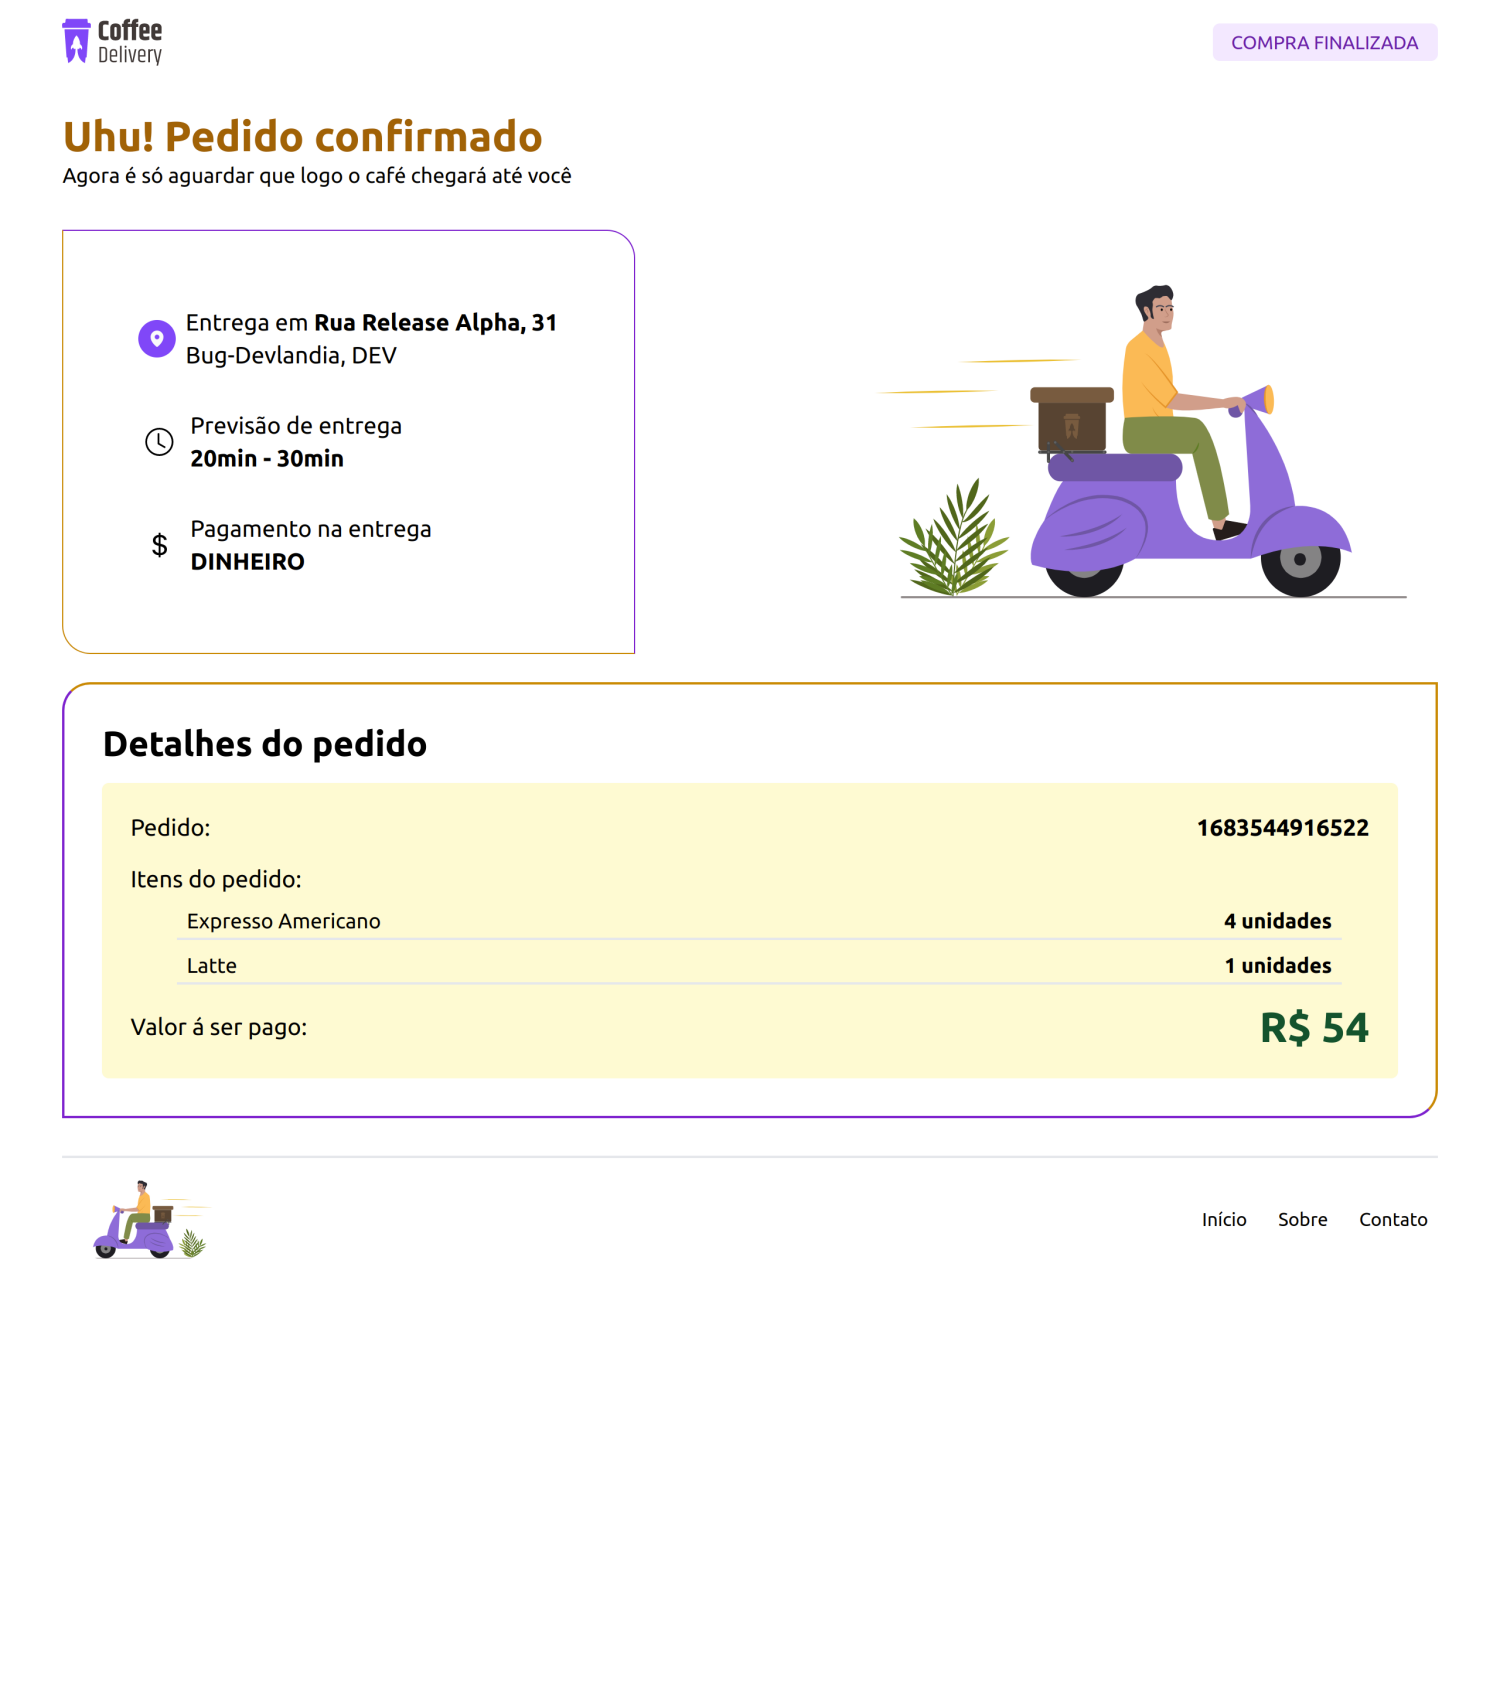 Coffee
Delivery
COMPRA FINALIZADA
Uhu! Pedido confirmado
Agora é só aguardar que logo o café chegará até você
Entrega em Rua Release Alpha, 31
Bug-Devlandia, DEV
Previsão de entrega
20min - 30min
$
Pagamento na entrega
DINHEIRO
Detalhes do pedido
Pedido: 1683544916522
Itens do pedido:
Expresso Americano 4 unidades
Latte 1 unidades
Valor á ser pago: R$ 54
Início Sobre Contato